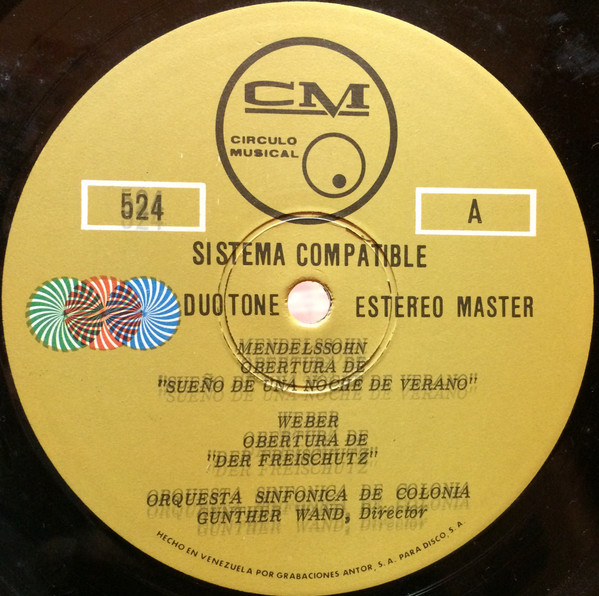 CM
CIRCULO
MUSICAL
524
A
SISTEMA COMPATIBLE
DUOTONE ESTEREO MASTER
MENDELSSOHN
OBERTURA DE
"SUEÑO DE UNA NOCHE DE VERANO"
WEBER
OBERTURA DE
"DER FREISCHUTZ"
ORQUESTA SINFONICA DE COLONIA
GUNTHER WAND, Director
HECHO EN VENEZUELA POR GRABACIONES ANTOR, S.A. PARA DISCO, S.A.